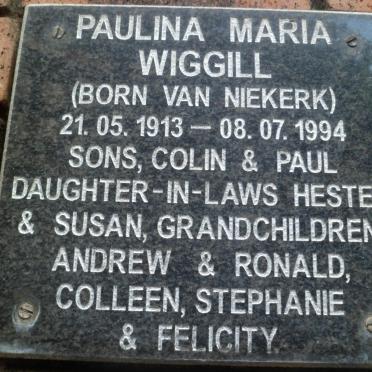 PAULINA MARIA
WIGGILL
(BORN VAN NIEKERK)
21. 05. 1913 — 08. 07. 1994
SONS, COLIN & PAUL
DAUGHTER-IN-LAWS HESTE
& SUSAN, GRANDCHILDREN
ANDREW & RONALD,
COLLEEN, STEPHANIE
& FELICITY